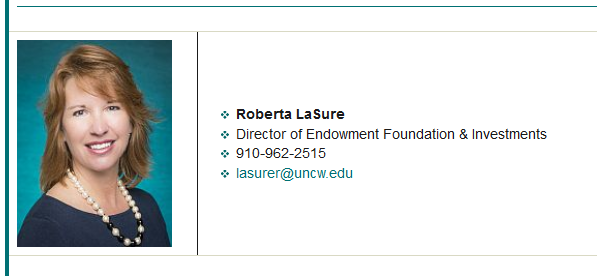 Roberta LaSure
Director of Endowment Foundation & Investments
910-962-2515
lasurer@uncw.edu